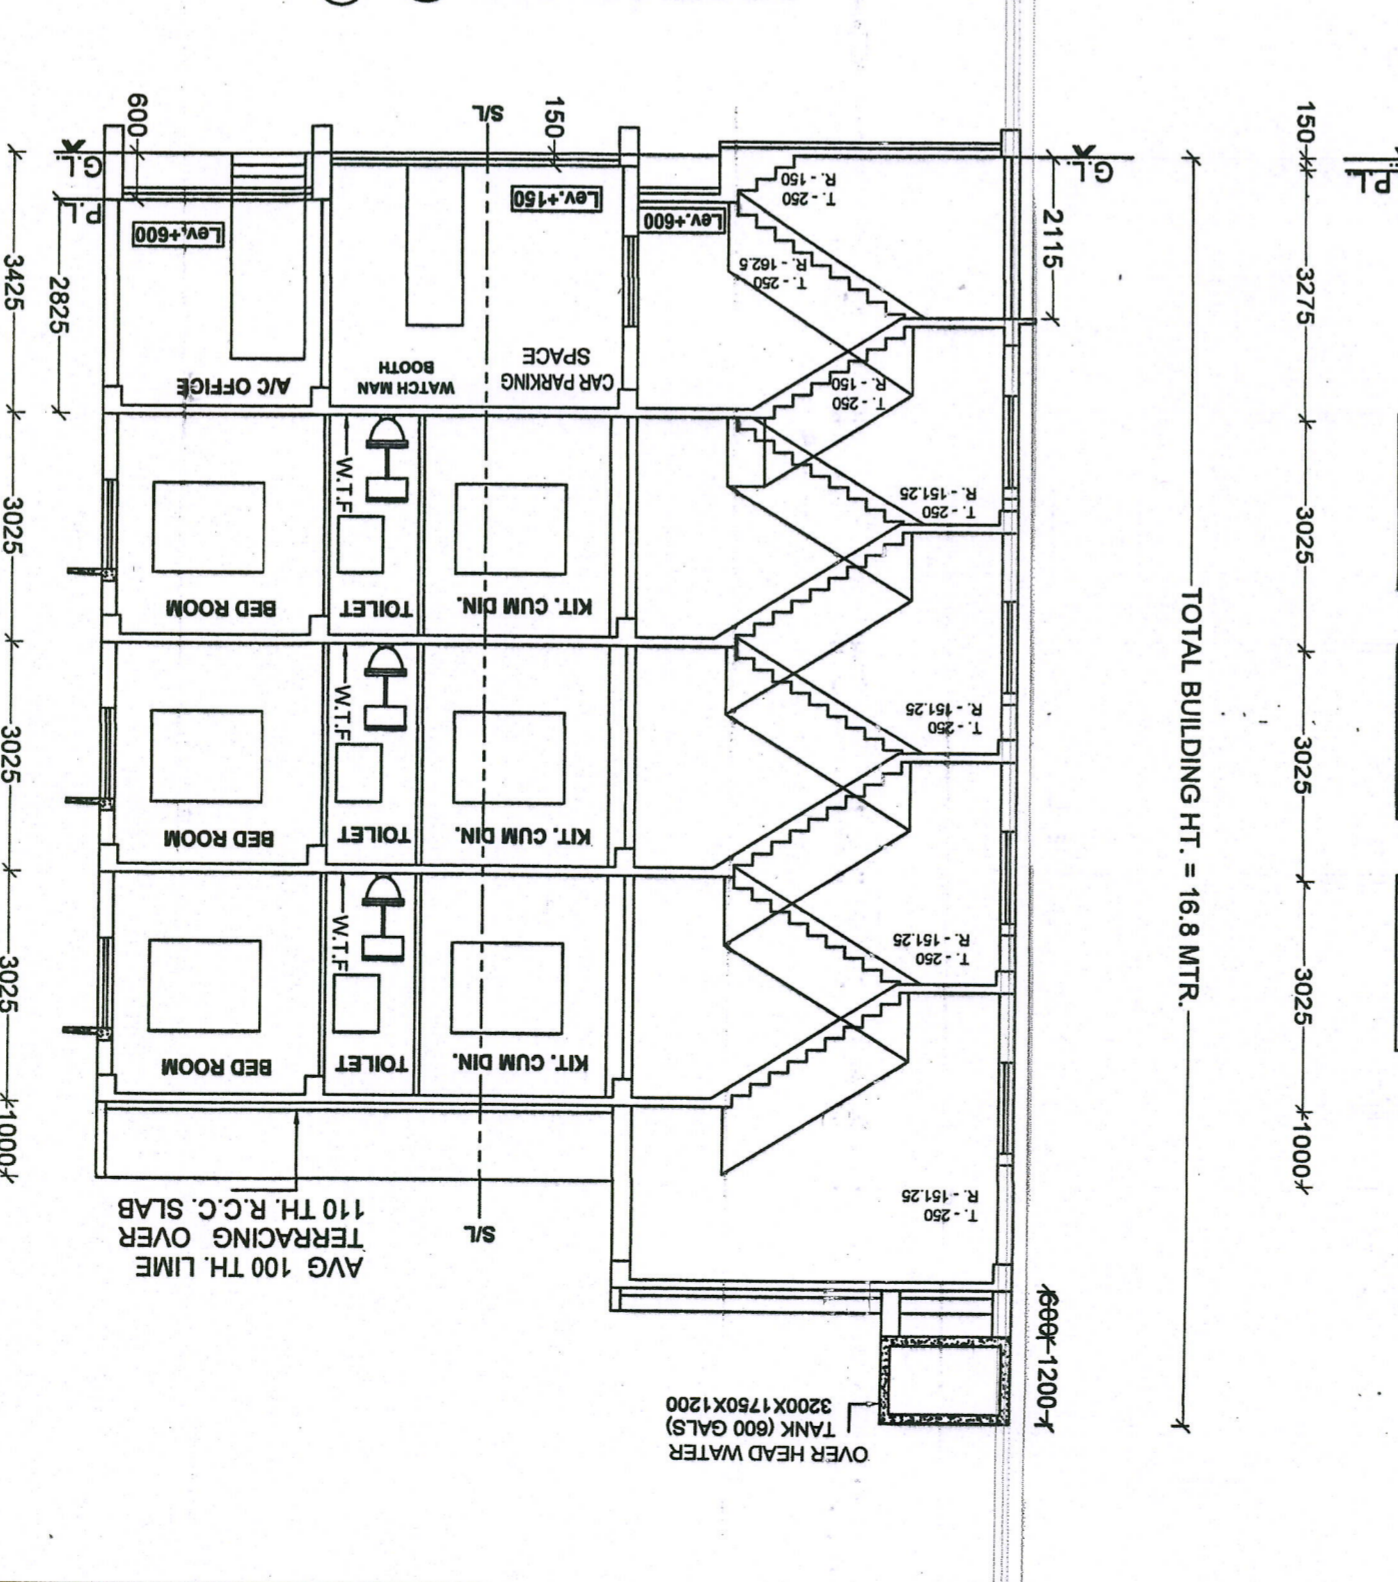 OVER HEAD WATER
TANK (600 GALS)
3200X1750X1200
1200
600
AVG 100 TH. LIME
TERRACING OVER
110 TH. R.C.C. SLAB
S/L
T. - 250
R. - 151.25
1000
1000
KIT. CUM DIN.
TOILET
BED ROOM
W.T.F
T. - 250
R. - 151.25
3025
3025
TOTAL BUILDING HT. = 16.8 MTR.
KIT. CUM DIN.
TOILET
BED ROOM
W.T.F
T. - 250
R. - 151.25
3025
3025
KIT. CUM DIN.
TOILET
BED ROOM
W.T.F
T. - 250
R. - 151.25
3025
3025
T. - 250
R. - 150
CAR PARKING
SPACE
WATCH MAN
BOOTH
A/C OFFICE
T. - 250
R. - 162.5
3275
2115
2825
3425
Lev.+600
Lev.+150
Lev.+600
T. - 250
R. - 150
P.L
G.L.
P.L
G.L.
150
150
600
S/L